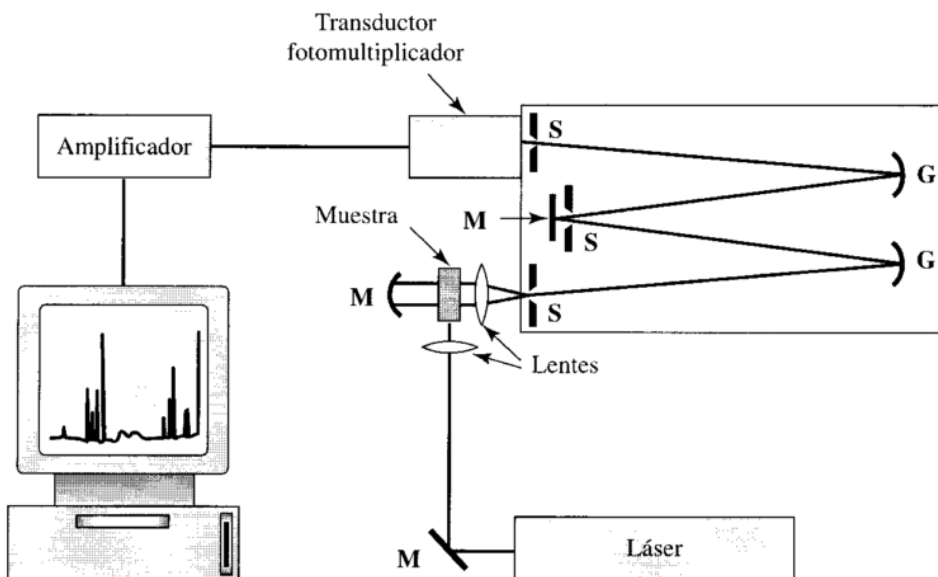 Transductor
fotomultiplicador
S
Amplificador
G
Muestra
M
S
G
M
S
Lentes
M
Láser